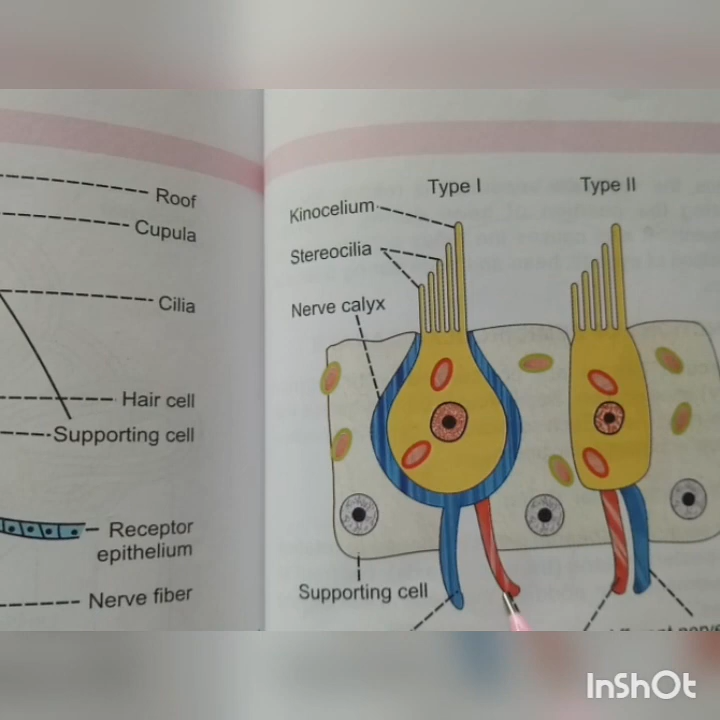 Roof
Cupula
Cilia
Hair cell
Supporting cell
Receptor
epithelium
Nerve fiber
Type I
Type II
Kinocelium
Stereocilia
Nerve calyx
Supporting cell
InShOt